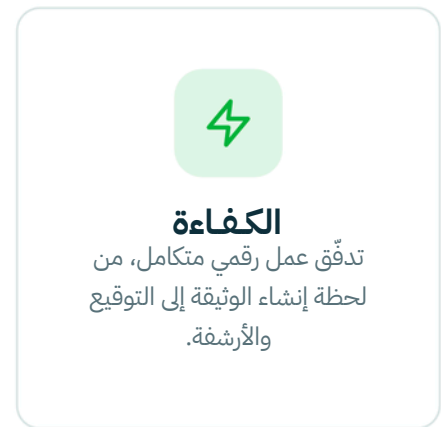 الكفاءة
تدفّق عمل رقمي متكامل، من
لحظة إنشاء الوثيقة إلى التوقيع
والأرشفة.